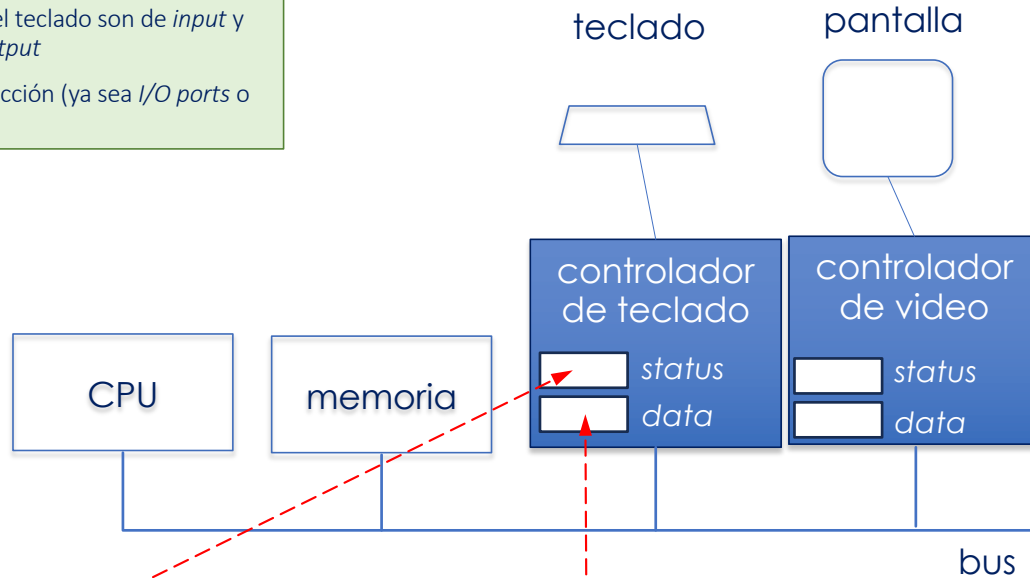 el teclado son de input y
tput
cción (ya sea I/O ports o
teclado
pantalla
controlador
de teclado
status
data
controlador
de video
status
data
CPU
memoria
bus